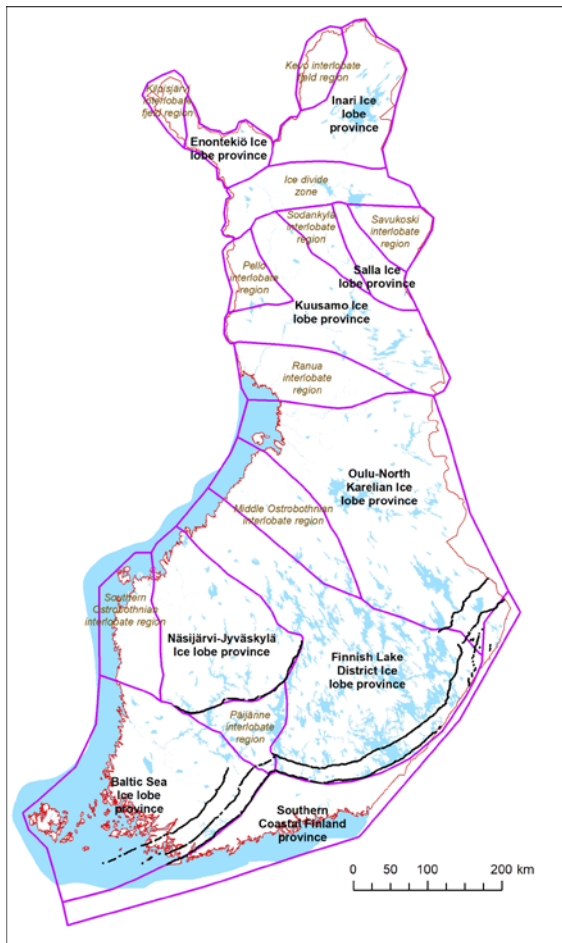 Kevo interlobate
fjeld region
Kilpisjärvi
interlobate
fjeld region
Inari Ice
lobe
province
Enontekiö Ice
lobe province
Ice divide
zone
Sodankylä
interlobate
region
Savukoski
interlobate
region
Pello
interlobate
region
Salla Ice
lobe province
Kuusamo Ice
lobe province
Ranua
interlobate
region
Oulu-North
Karelian Ice
lobe province
Middle Ostrobothnian
interlobate region
Southern
Ostrobothnian
interlobate region
Näsijärvi-Jyväskylä
Ice lobe province
Finnish Lake
District Ice
lobe province
Päijänne
interlobate
region
Baltic Sea
Ice lobe
province
Southern
Coastal Finland
province
0 50 100 150 200 km